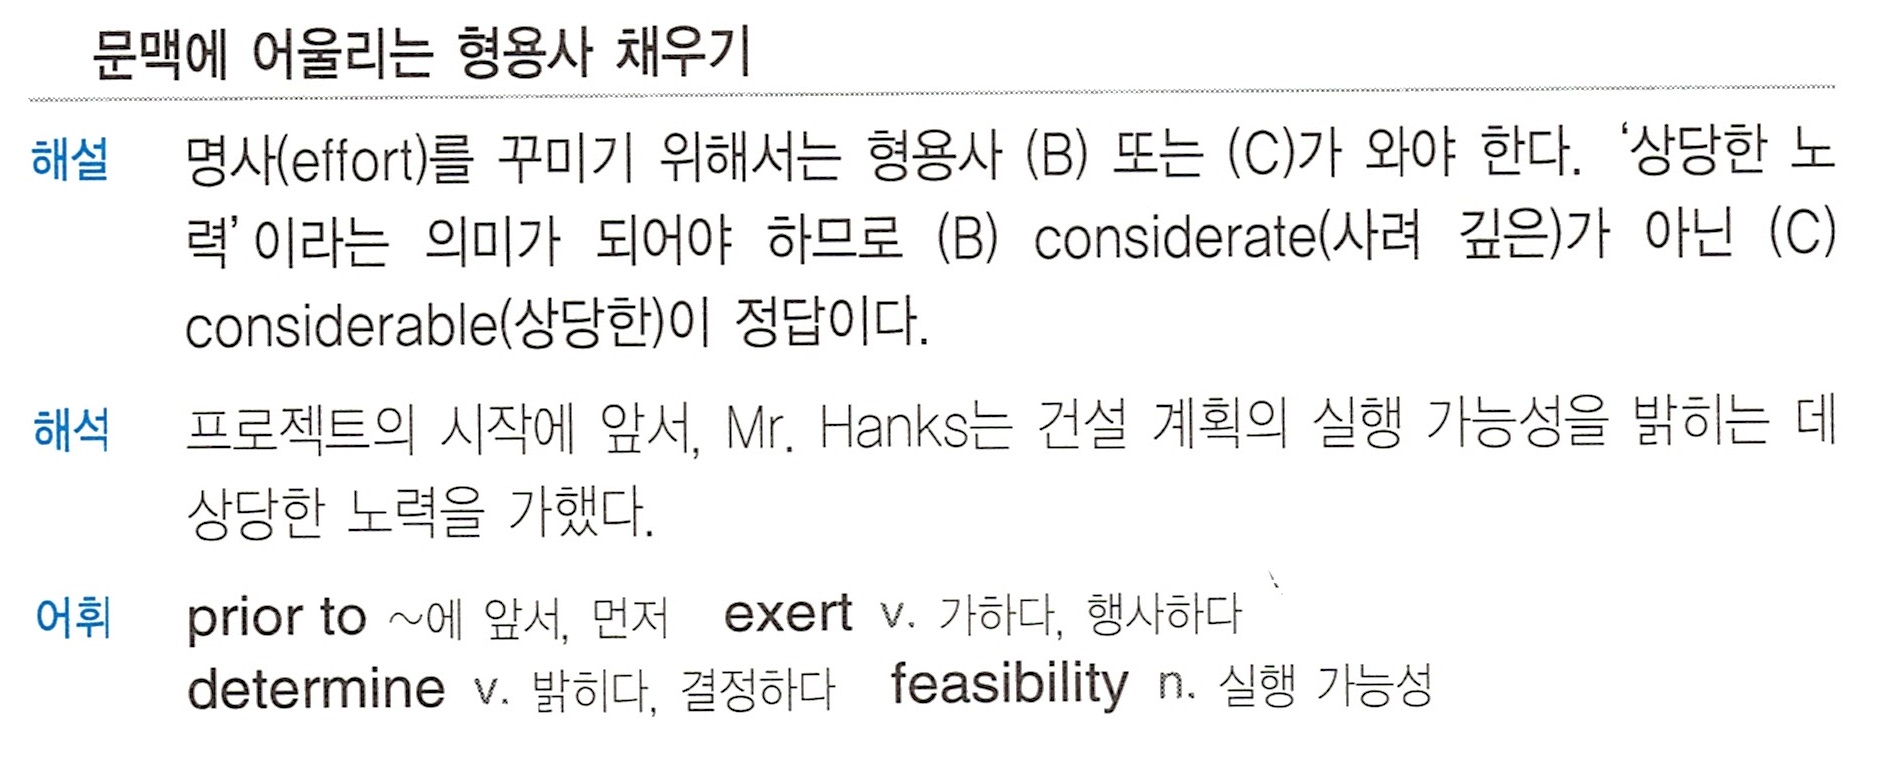 문맥에 어울리는 형용사 채우기
해설 명사(effort)를 꾸미기 위해서는 형용사 (B) 또는 (C)가 와야 한다. ‘상당한 노
력’이라는 의미가 되어야 하므로 (B) considerate(사려 깊은)가 아닌 (C)
considerable(상당한)이 정답이다.
해석 프로젝트의 시작에 앞서, Mr. Hanks는 건설 계획의 실행 가능성을 밝히는 데
상당한 노력을 가했다.
어휘 prior to ~에 앞서, 먼저 exert v. 가하다, 행사하다
determine v. 밝히다, 결정하다 feasibility n. 실행 가능성